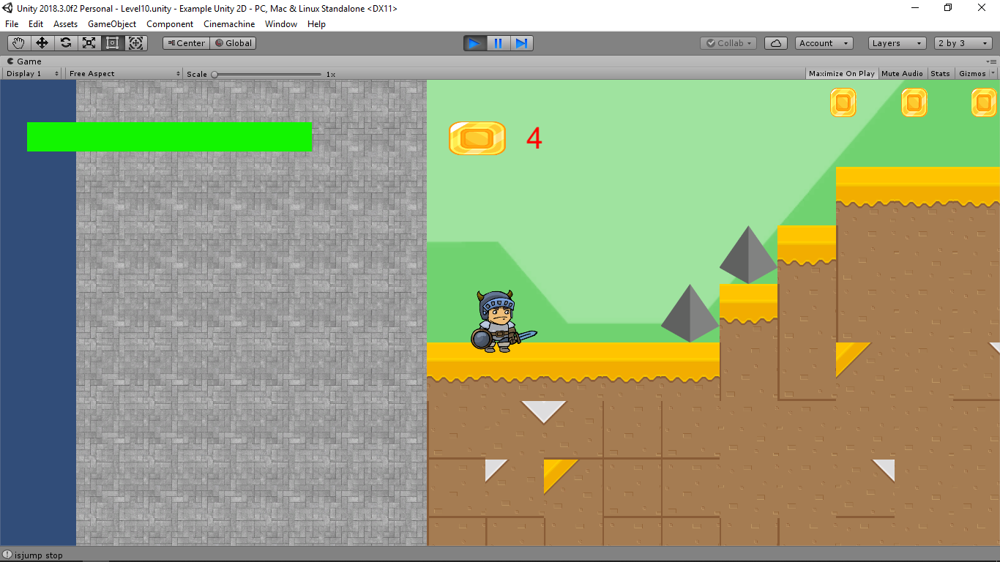 Unity 2018.3.0f2 Personal - Level10.unity - Example Unity 2D - PC, Mac & Linux Standalone <DX11>
File Edit Assets GameObject Component Cinemachine Window Help
Center Global Collab Account Layers 2 by 3
Game
Display 1 Free Aspect Scale 1x Maximize On Play Mute Audio Stats Gizmos
4
isjump stop